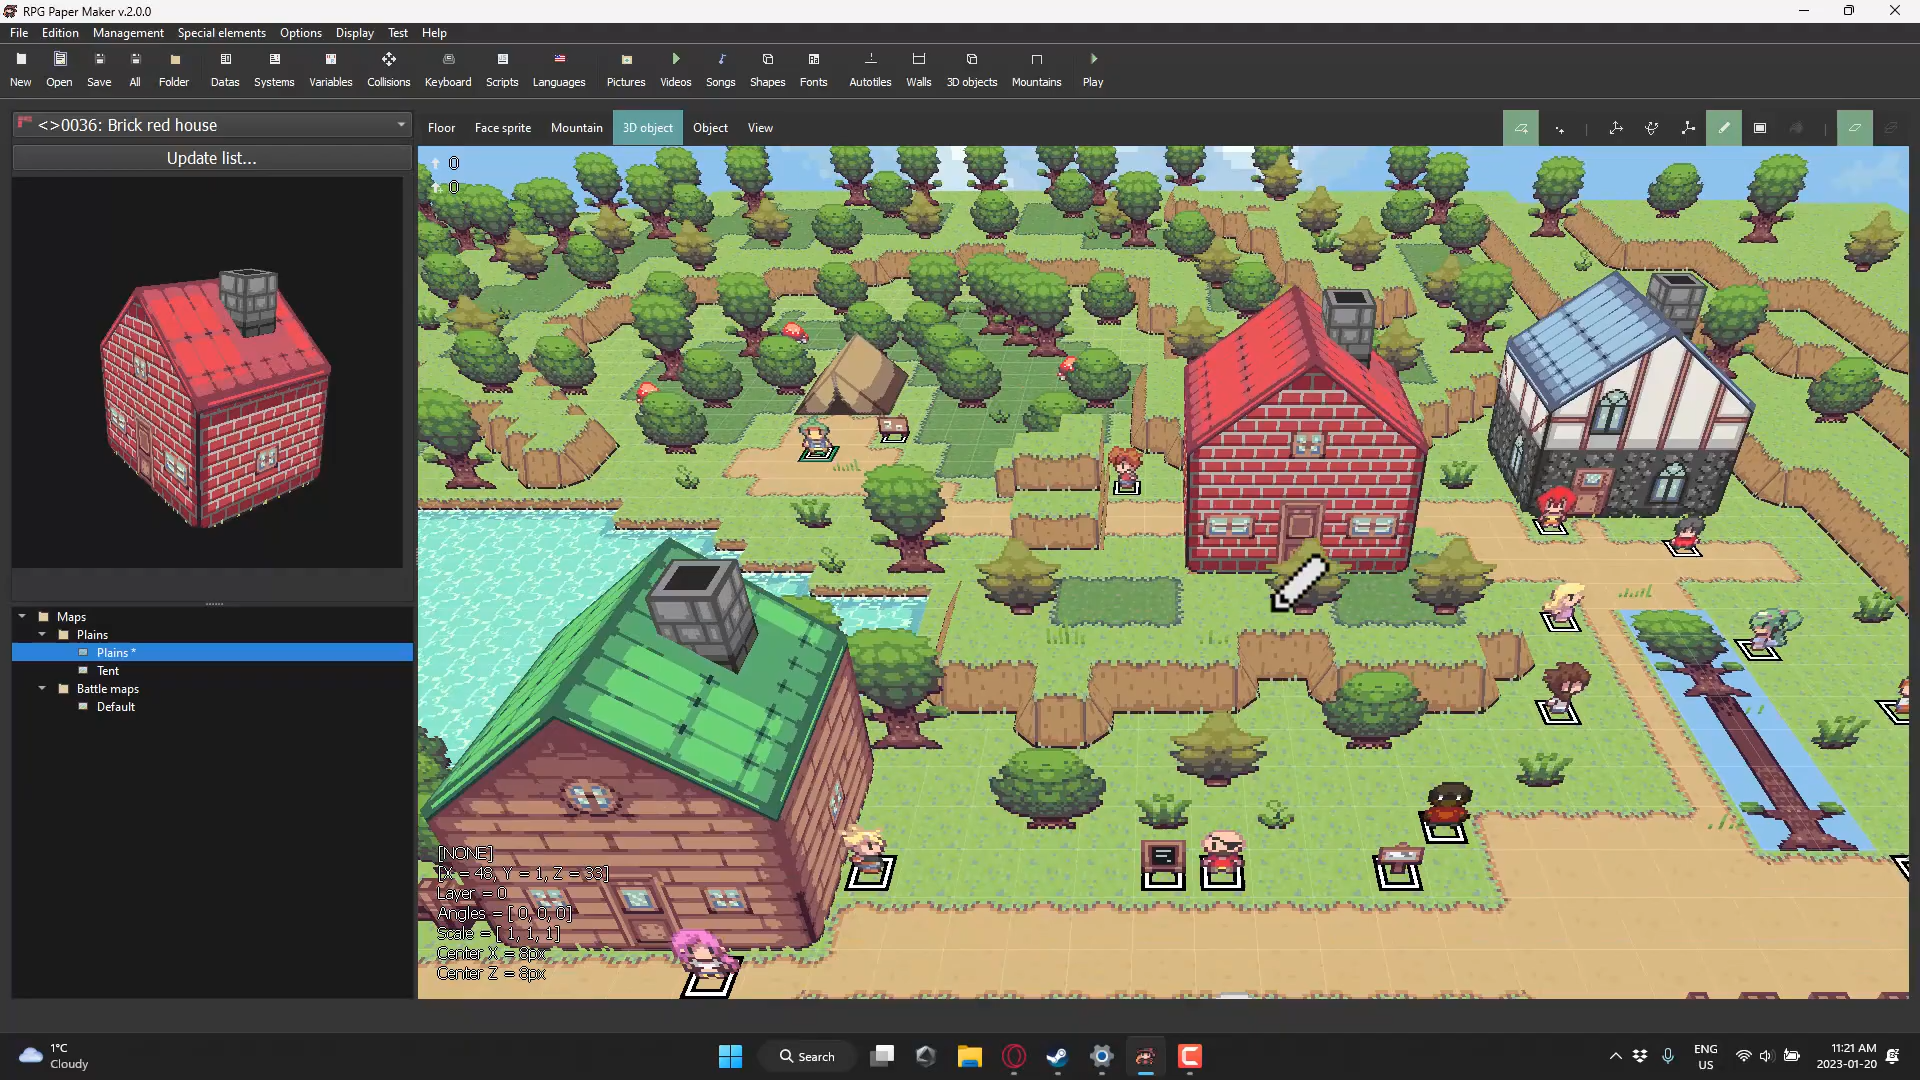 RPG Paper Maker v.2.0.0
File Edition Management Special elements Options Display Test Help
New Open Save All Folder Datas Systems Variables Collisions Keyboard Scripts Languages Pictures Videos Songs Shapes Fonts Autotiles Walls 3D objects Mountains Play
<>0036: Brick red house
Floor Face sprite Mountain 3D object Object View
Update list...
0
0
Maps
Plains
Plains *
Tent
Battle maps
Default
[NONE]
[X = 48, Y = 1, Z = 33]
Layer = 0
Angles = [ 0, 0, 0]
Scale = [ 1, 1, 1]
Center X = 8px
Center Z = 8px
1°C
Cloudy
Search
ENG
US
11:21 AM
2023-01-20